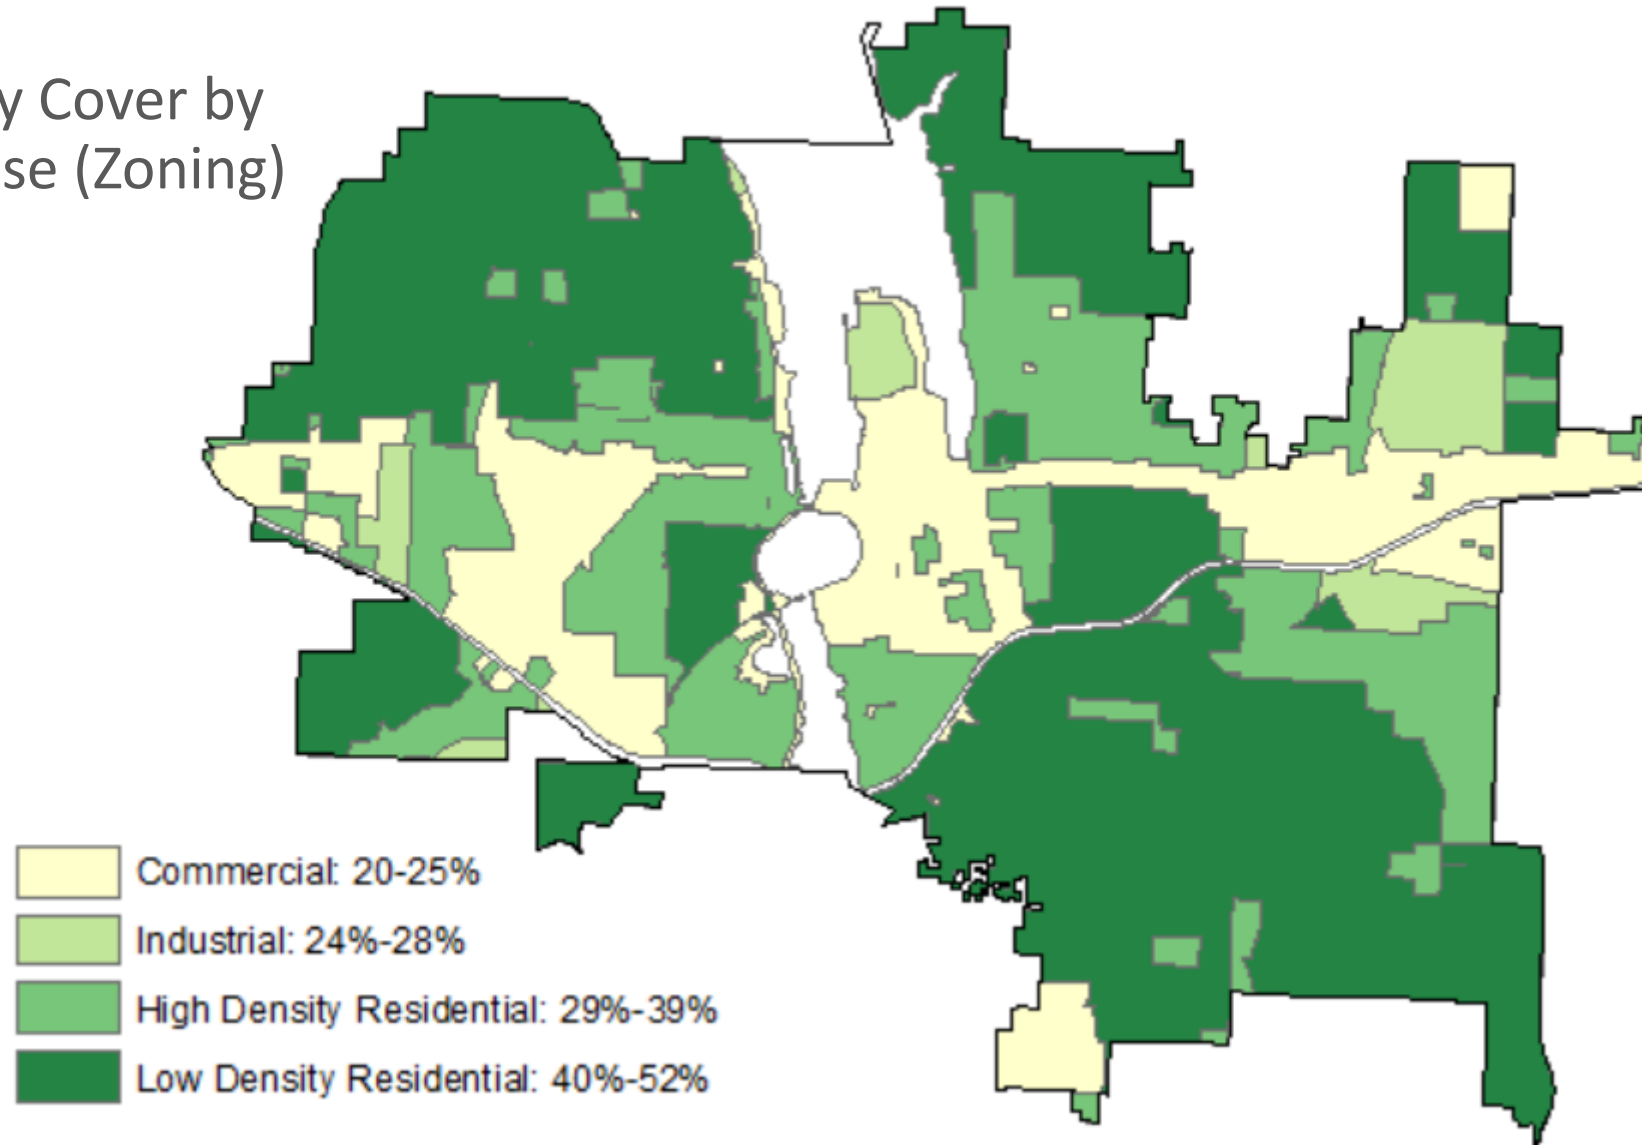 y Cover by
se (Zoning)
Commercial: 20-25%
Industrial: 24%-28%
High Density Residential: 29%-39%
Low Density Residential: 40%-52%